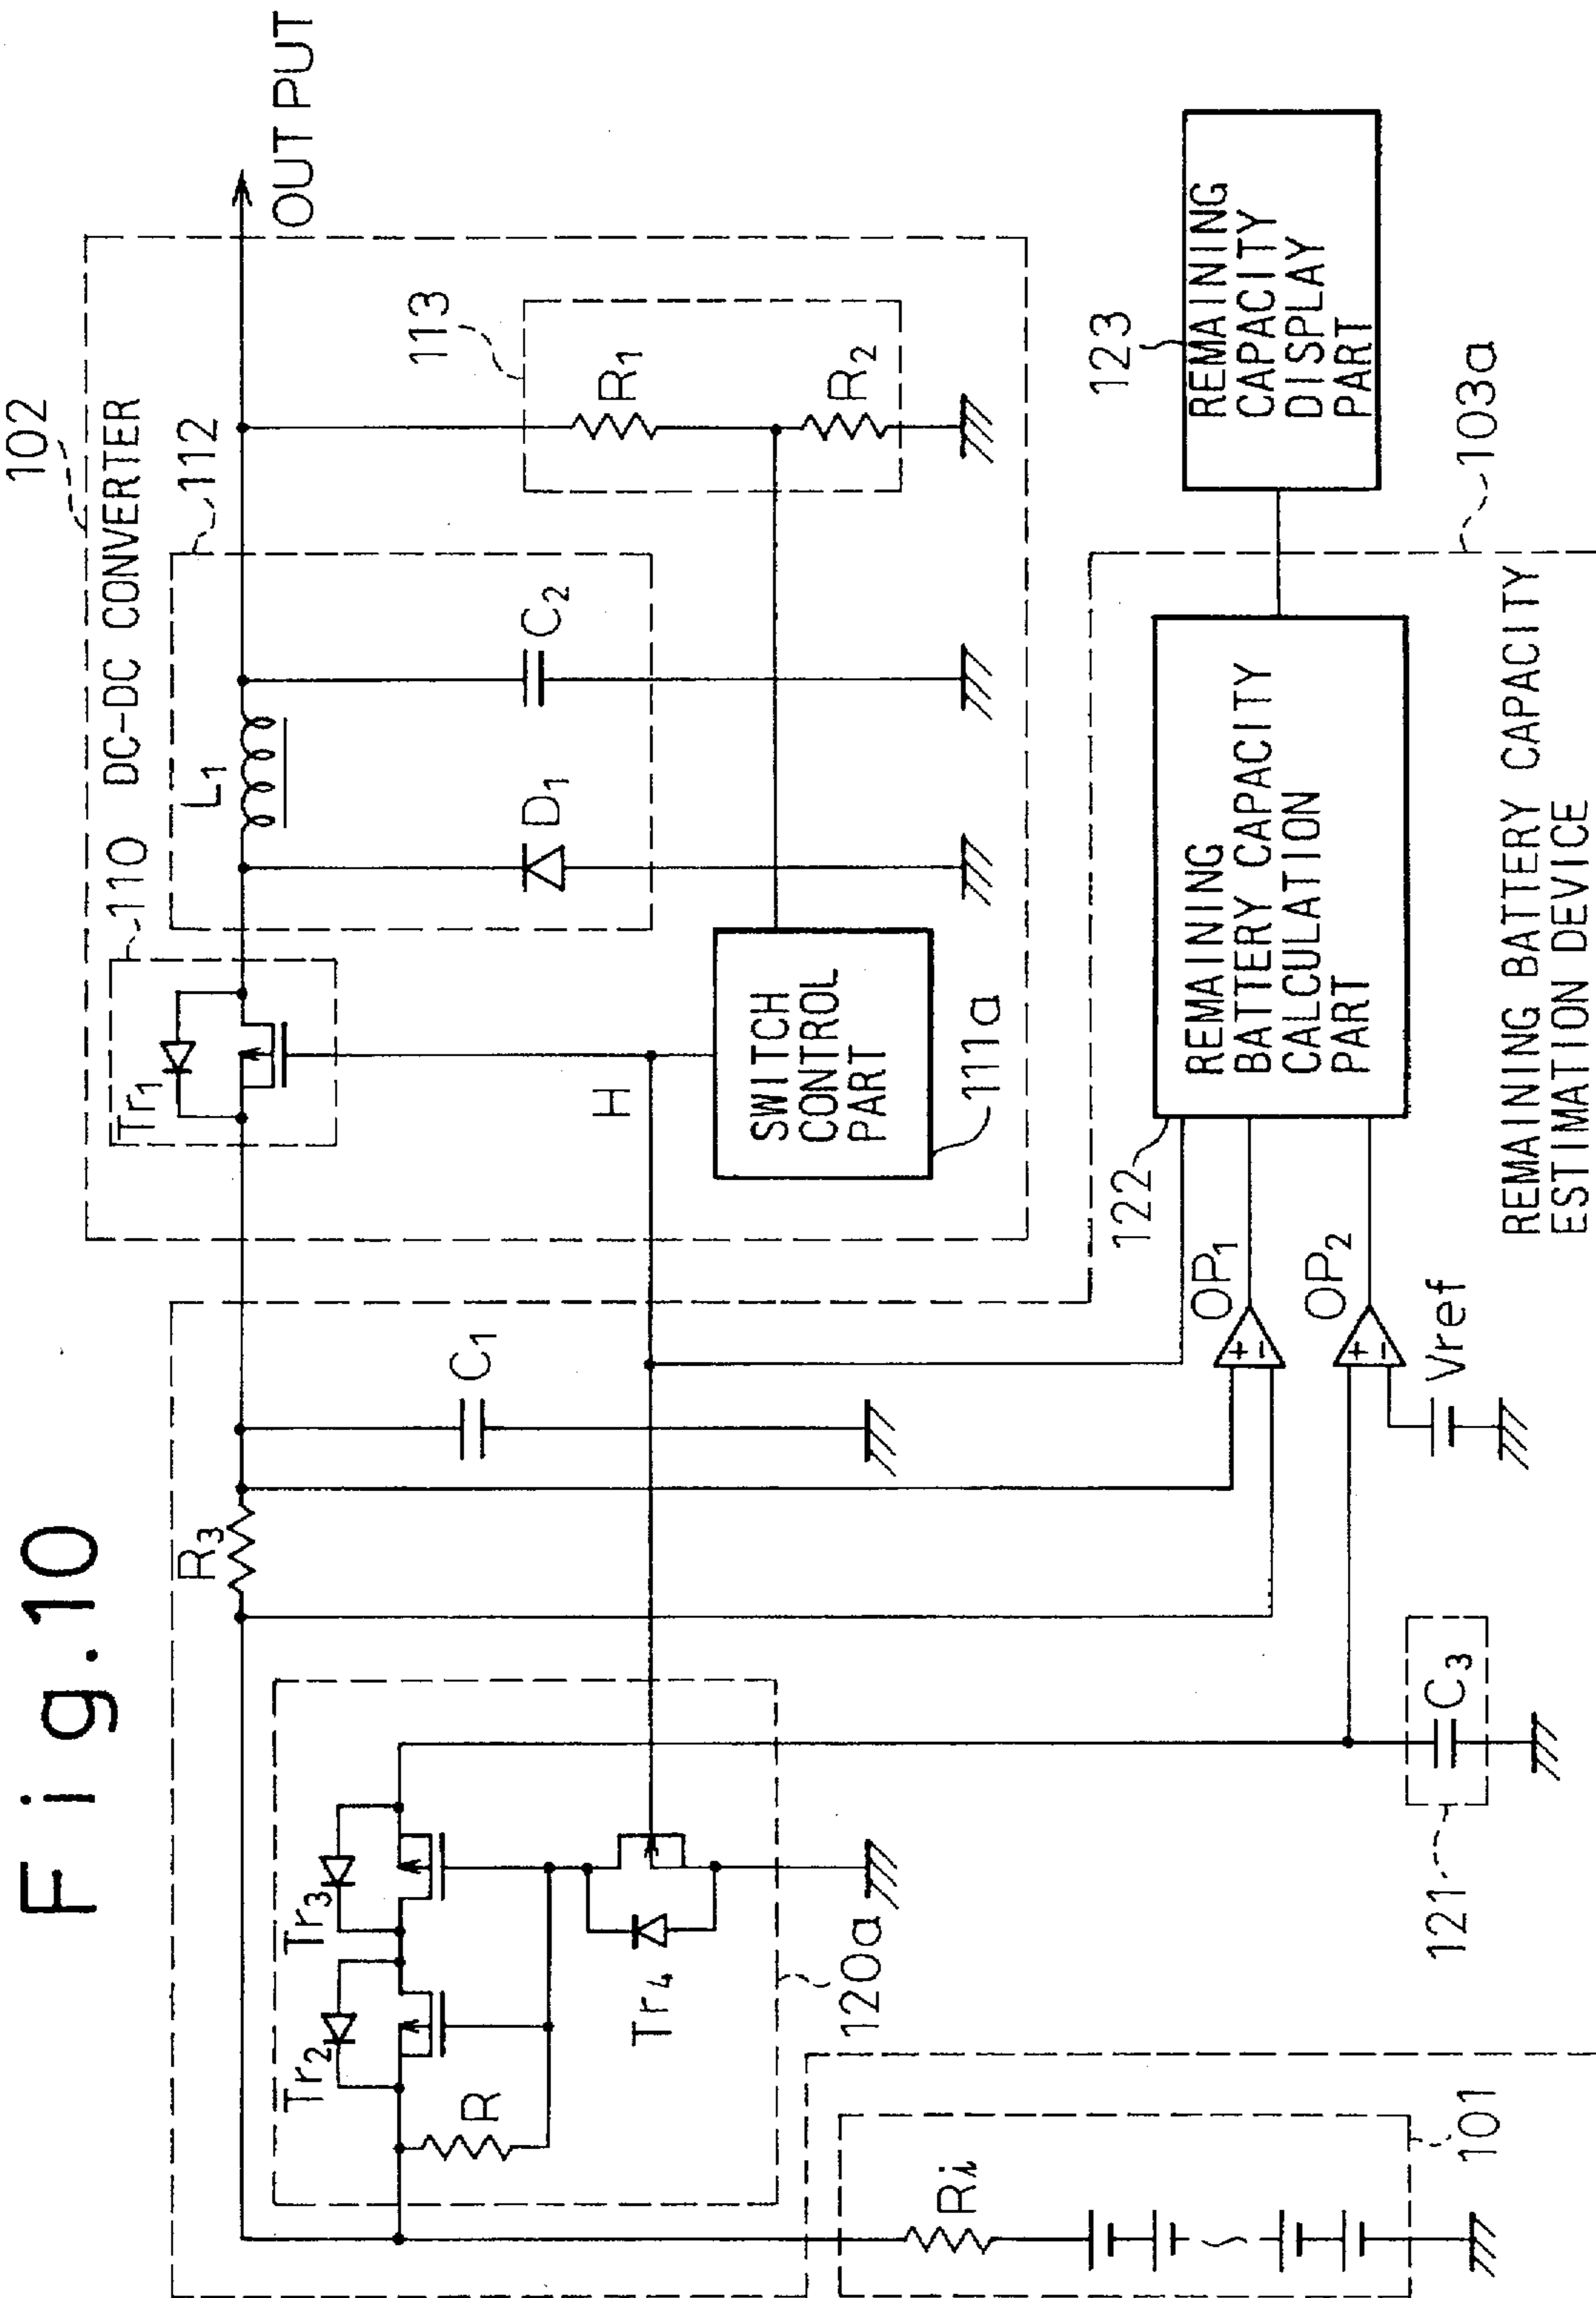 Fig.10
102
DC-DC CONVERTER
110
112
113
Tr1
L1
D1
C2
R1
R2
OUTPUT
H
SWITCH
CONTROL
PART
111a
R3
C1
Tr2
Tr3
R
Tr4
120a
Ri
101
121
C3
OP1
OP2
Vref
122
REMAINING
BATTERY CAPACITY
CALCULATION
PART
123
REMAINING
CAPACITY
DISPLAY
PART
103a
REMAINING BATTERY CAPACITY
ESTIMATION DEVICE